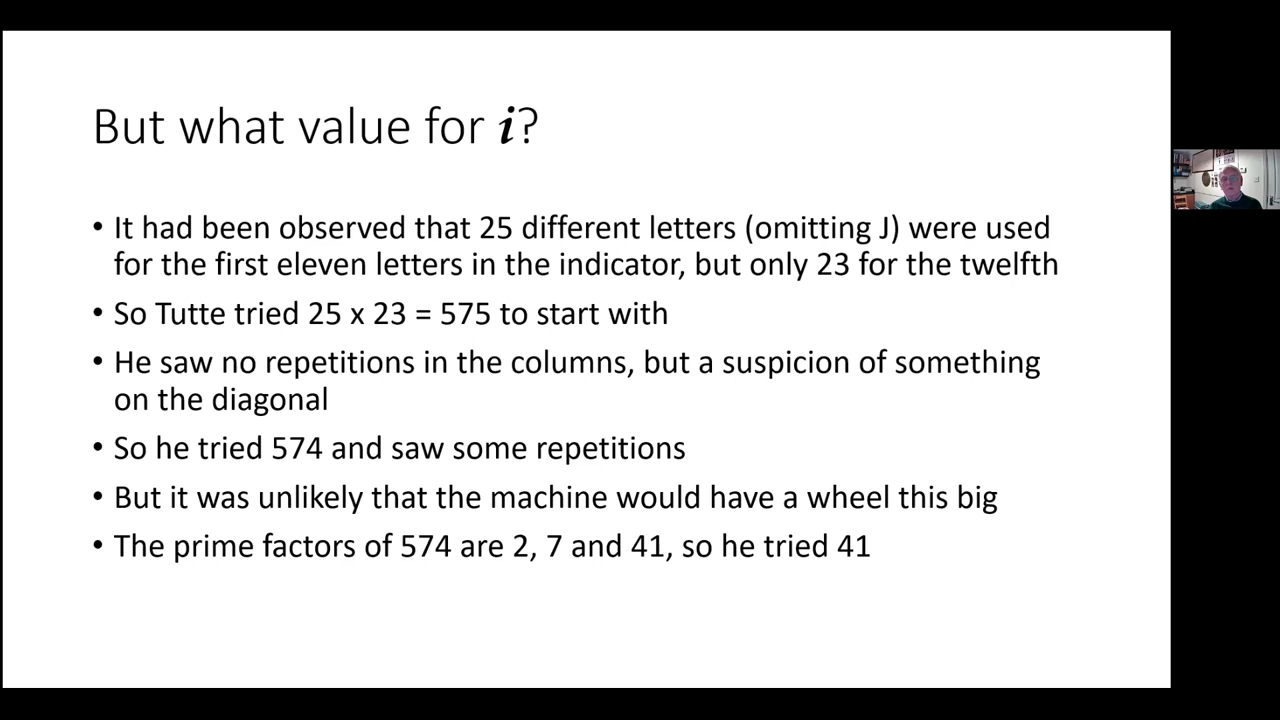 But what value for i?
• It had been observed that 25 different letters (omitting J) were used
for the first eleven letters in the indicator, but only 23 for the twelfth
• So Tutte tried 25 x 23 = 575 to start with
• He saw no repetitions in the columns, but a suspicion of something
on the diagonal
• So he tried 574 and saw some repetitions
• But it was unlikely that the machine would have a wheel this big
• The prime factors of 574 are 2, 7 and 41, so he tried 41